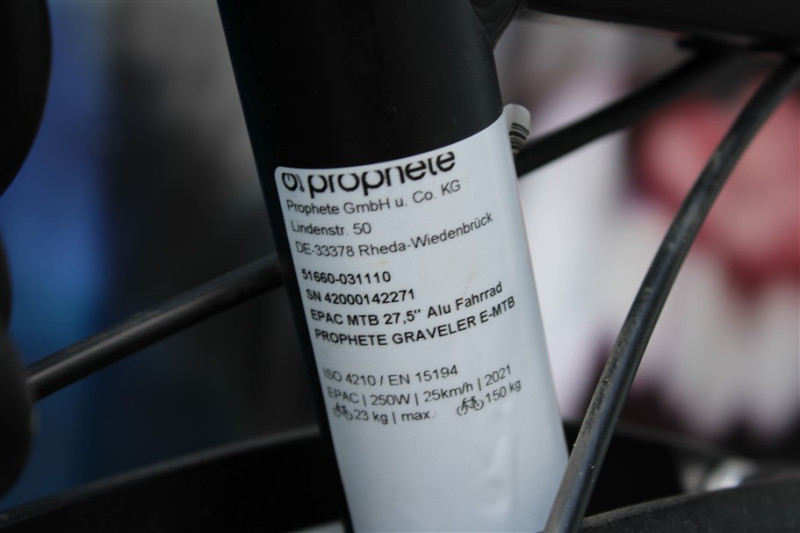 prophete
Prophete GmbH u. Co. KG
Lindenstr. 50
DE-33378 Rheda-Wiedenbrück
51660-031110
SN 42000142271
EPAC MTB 27,5" Alu Fahrrad
PROPHETE GRAVELER E-MTB
ISO 4210 / EN 15194
EPAC | 250W | 25km/h | 2021
23 kg | max. 150 kg